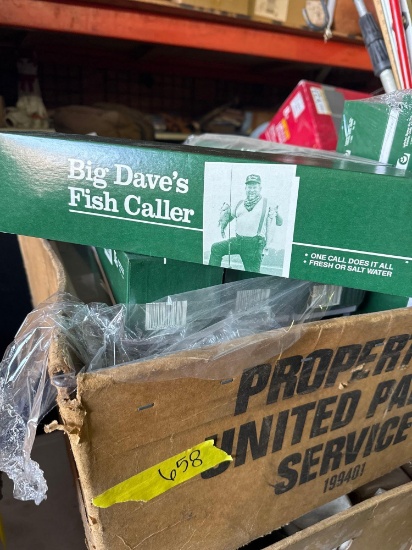 Big Dave's
Fish Caller
• ONE CALL DOES IT ALL
• FRESH OR SALT WATER
PROPERT
UNITED PA
SERVICE
199401
658